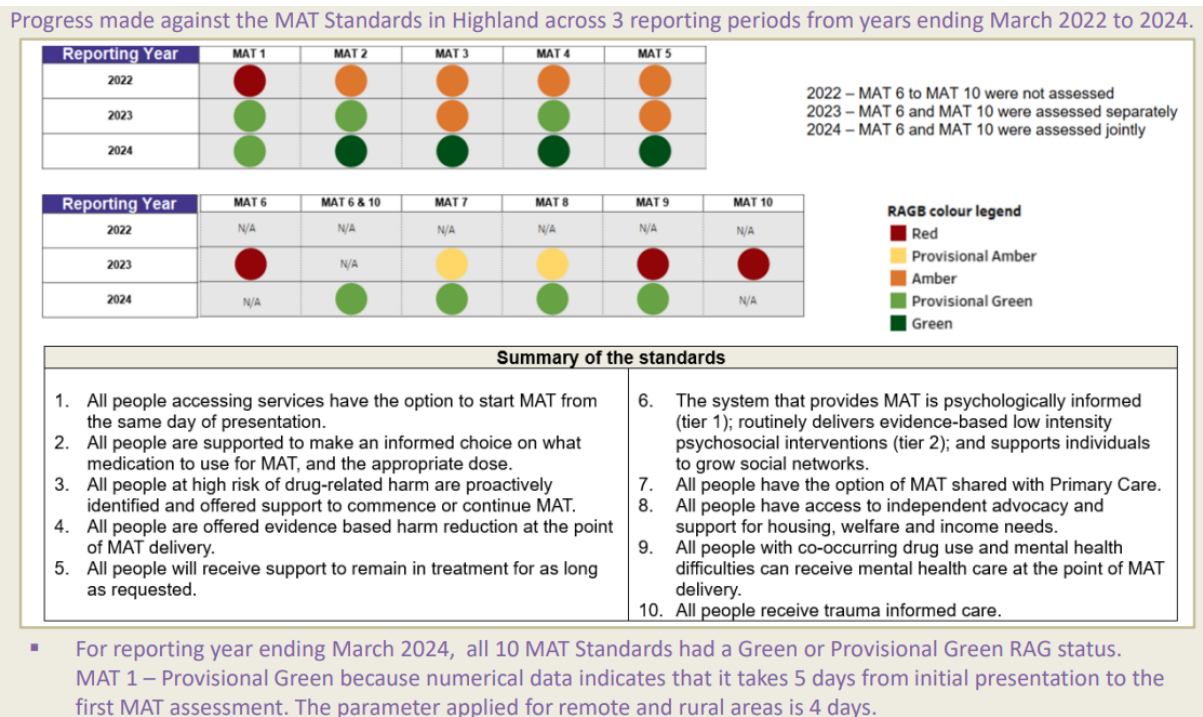 Progress made against the MAT Standards in Highland across 3 reporting periods from years ending March 2022 to 2024.
Reporting Year MAT 1 MAT 2 MAT 3 MAT 4 MAT 5
2022
2023
2024
2022 – MAT 6 to MAT 10 were not assessed
2023 – MAT 6 and MAT 10 were assessed separately
2024 – MAT 6 and MAT 10 were assessed jointly
Reporting Year MAT 6 MAT 6 & 10 MAT 7 MAT 8 MAT 9 MAT 10
2022 N/A N/A N/A N/A N/A N/A
2023 N/A
2024 N/A N/A
RAGB colour legend
Red
Provisional Amber
Amber
Provisional Green
Green
Summary of the standards
1. All people accessing services have the option to start MAT from
the same day of presentation.
2. All people are supported to make an informed choice on what
medication to use for MAT, and the appropriate dose.
3. All people at high risk of drug-related harm are proactively
identified and offered support to commence or continue MAT.
4. All people are offered evidence based harm reduction at the point
of MAT delivery.
5. All people will receive support to remain in treatment for as long
as requested.
6. The system that provides MAT is psychologically informed
(tier 1); routinely delivers evidence-based low intensity
psychosocial interventions (tier 2); and supports individuals
to grow social networks.
7. All people have the option of MAT shared with Primary Care.
8. All people have access to independent advocacy and
support for housing, welfare and income needs.
9. All people with co-occurring drug use and mental health
difficulties can receive mental health care at the point of MAT
delivery.
10. All people receive trauma informed care.
▪ For reporting year ending March 2024, all 10 MAT Standards had a Green or Provisional Green RAG status.
MAT 1 – Provisional Green because numerical data indicates that it takes 5 days from initial presentation to the
first MAT assessment. The parameter applied for remote and rural areas is 4 days.